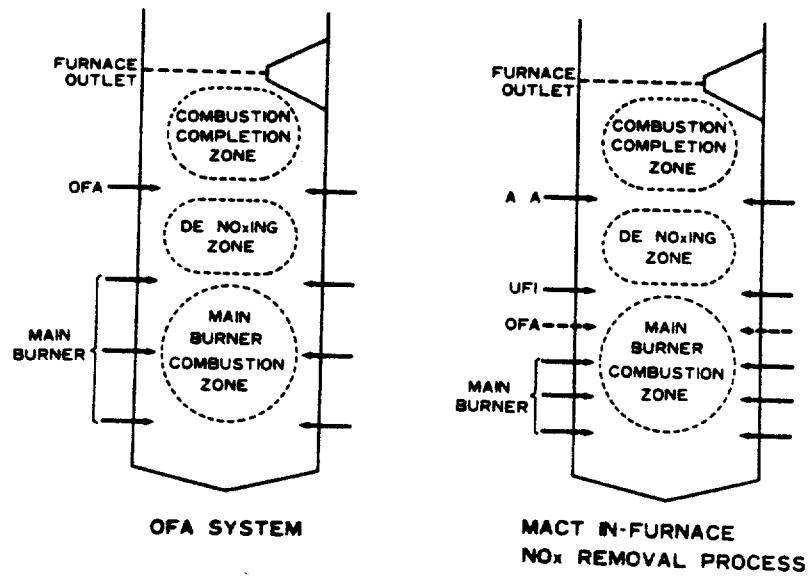 FURNACE
OUTLET
COMBUSTION
COMPLETION
ZONE
OFA
DE NOxING
ZONE
MAIN
BURNER
MAIN
BURNER
COMBUSTION
ZONE
OFA SYSTEM
FURNACE
OUTLET
COMBUSTION
COMPLETION
ZONE
A A
DE NOxING
ZONE
UFI
OFA
MAIN
BURNER
COMBUSTION
ZONE
MAIN
BURNER
MACT IN-FURNACE
NOx REMOVAL PROCESS